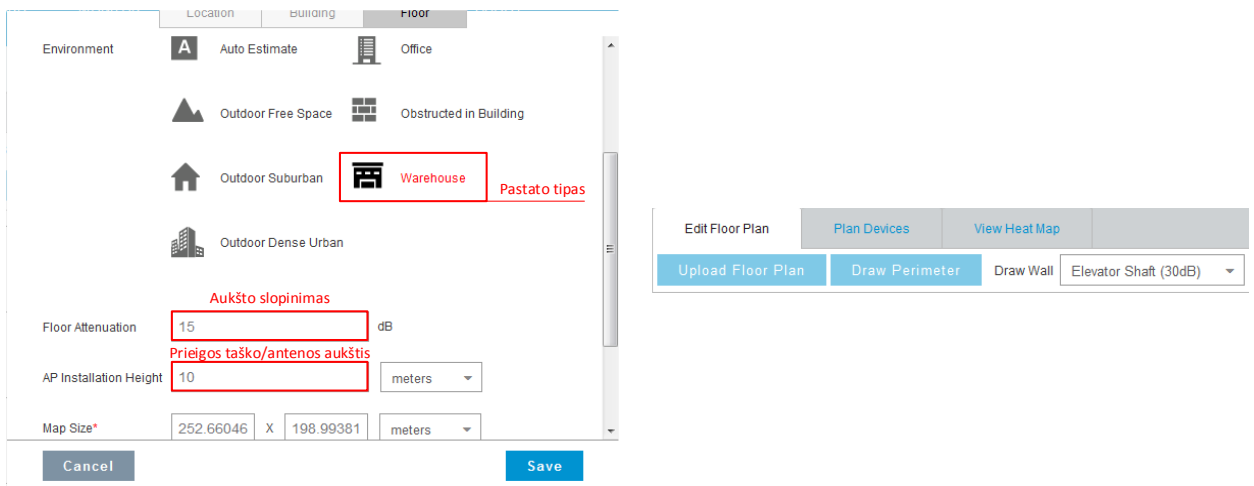 Location Building Floor
Environment Auto Estimate Office
Outdoor Free Space Obstructed in Building
Outdoor Suburban Warehouse
Pastato tipas
Outdoor Dense Urban
Aukšto slopinimas
Floor Attenuation 15 dB
Prieigos taško/antenos aukštis
AP Installation Height 10 meters
Map Size* 252.66046 X 198.99381 meters
Cancel Save
Edit Floor Plan Plan Devices View Heat Map
Upload Floor Plan Draw Perimeter Draw Wall Elevator Shaft (30dB)